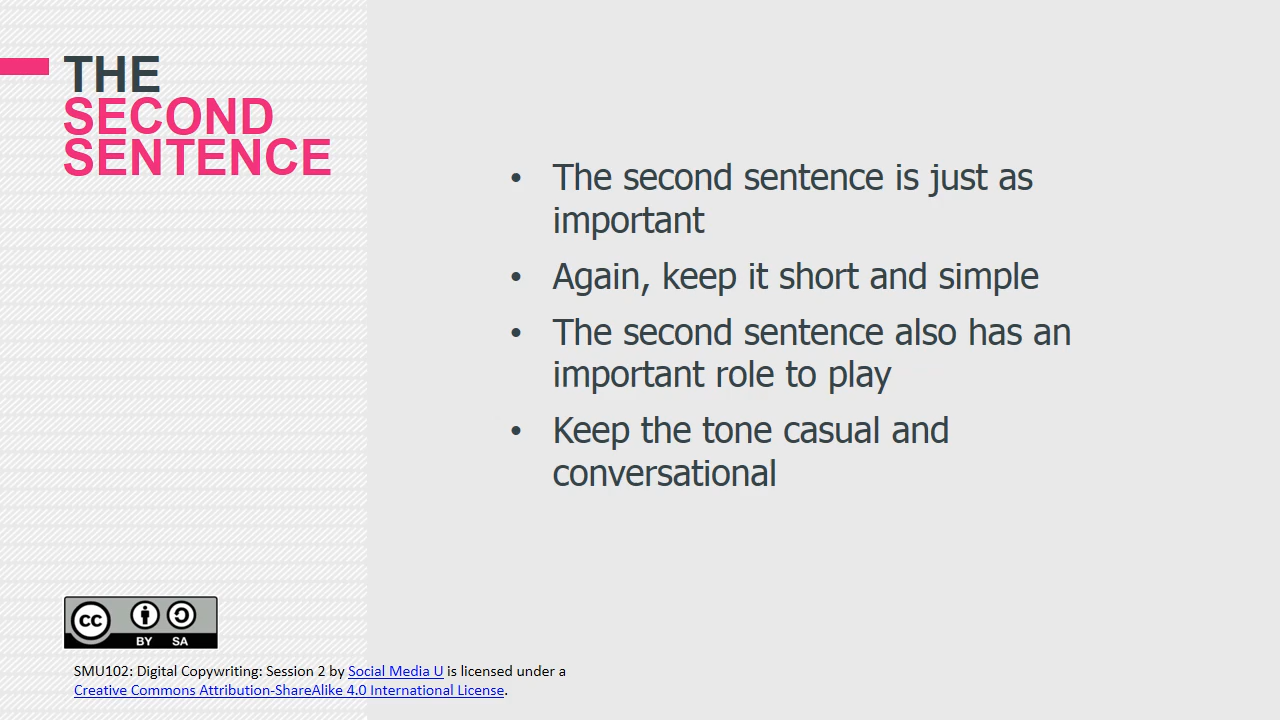 THE
SECOND
SENTENCE
• The second sentence is just as
important
• Again, keep it short and simple
• The second sentence also has an
important role to play
• Keep the tone casual and
conversational
CC BY SA
SMU102: Digital Copywriting: Session 2 by Social Media U is licensed under a
Creative Commons Attribution-ShareAlike 4.0 International License.